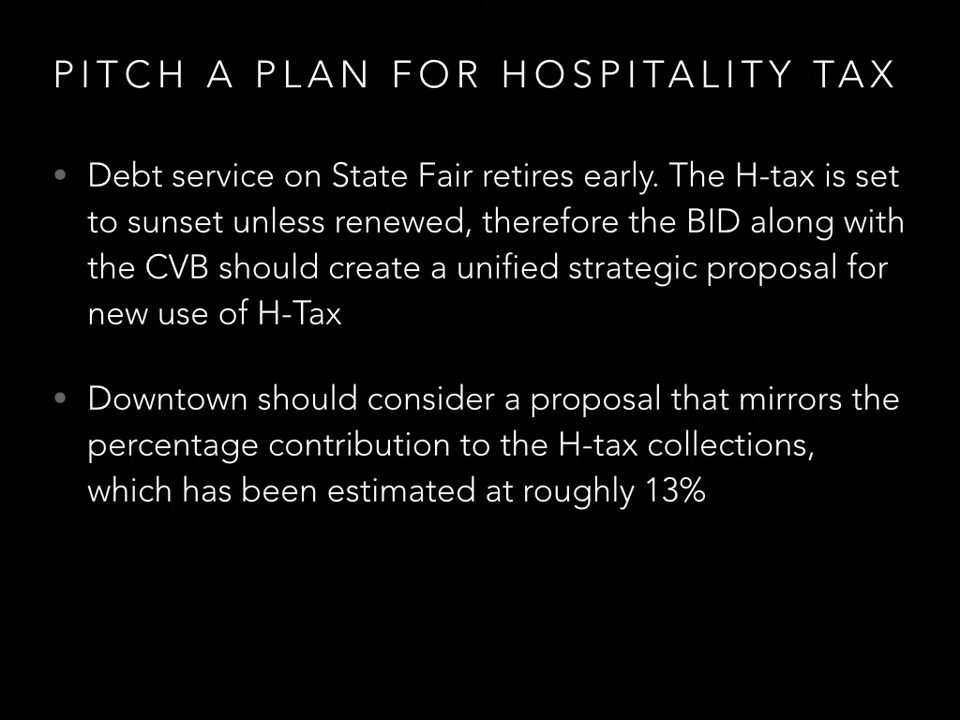 PITCH A PLAN FOR HOSPITALITY TAX
• Debt service on State Fair retires early. The H-tax is set
to sunset unless renewed, therefore the BID along with
the CVB should create a unified strategic proposal for
new use of H-Tax
• Downtown should consider a proposal that mirrors the
percentage contribution to the H-tax collections,
which has been estimated at roughly 13%